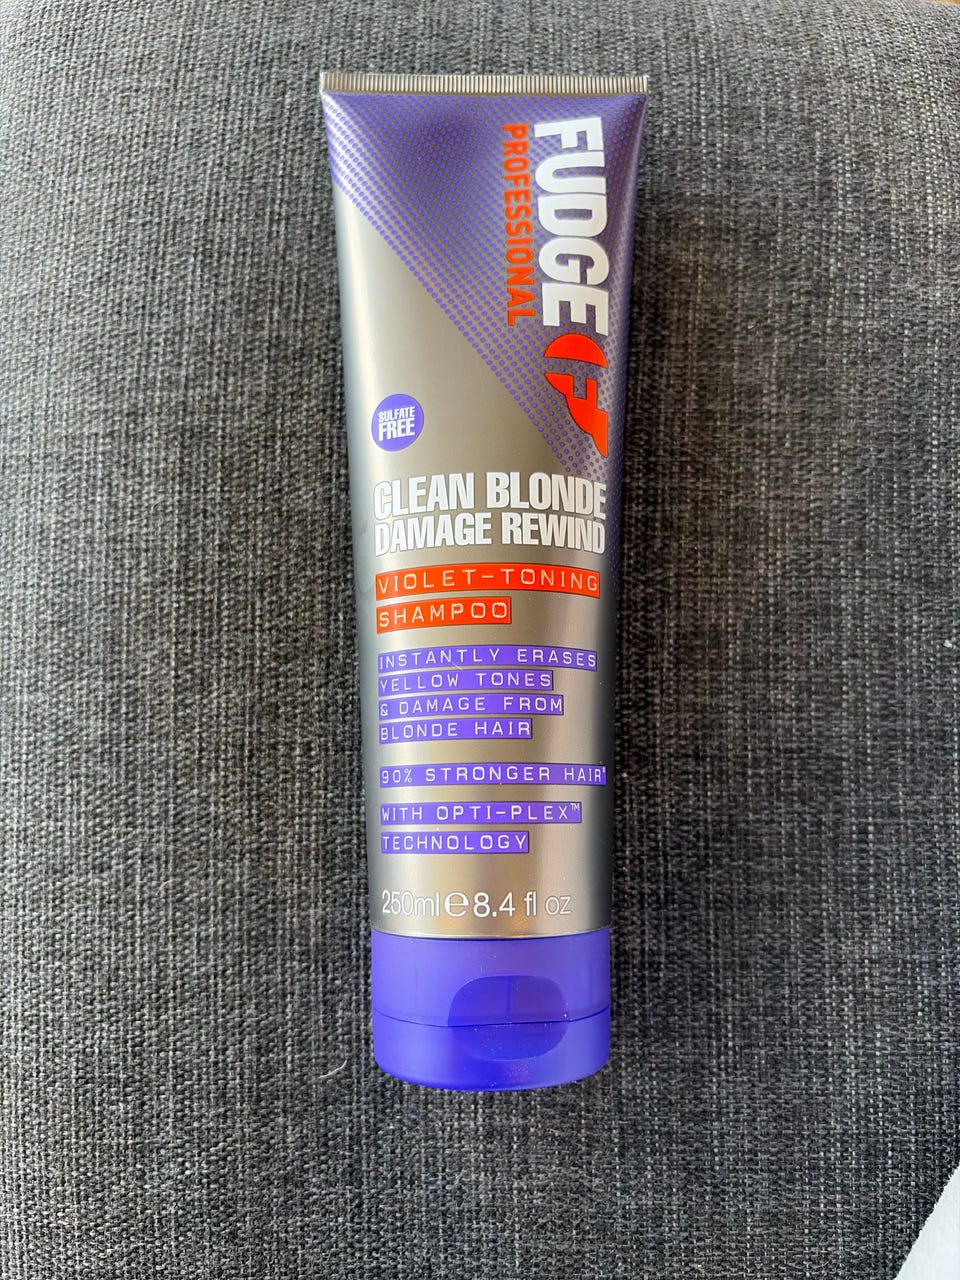 FUDGE
PROFESSIONAL
SULFATE
FREE
CLEAN BLONDE
DAMAGE REWIND
VIOLET-TONING
SHAMPOO
INSTANTLY ERASES
YELLOW TONES
& DAMAGE FROM
BLONDE HAIR
90% STRONGER HAIR*
WITH OPTI-PLEX™
TECHNOLOGY
250ml e 8.4 fl oz